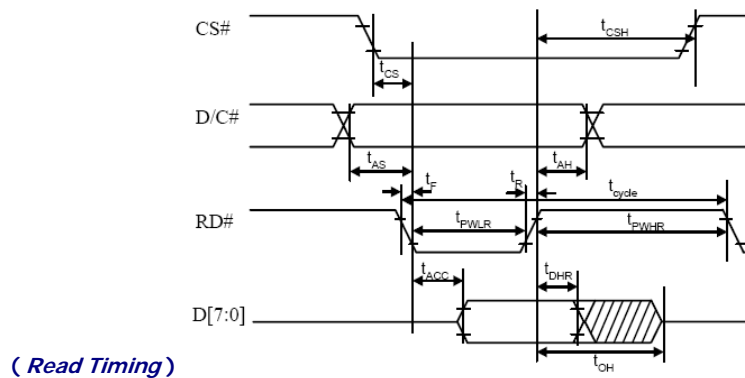 CS#
tCSH
tCS
D/C#
tAS
tAH
tF
tR
tcycle
RD#
tPWLR
tPWHR
tACC
tDHR
D[7:0]
tOH
( Read Timing )